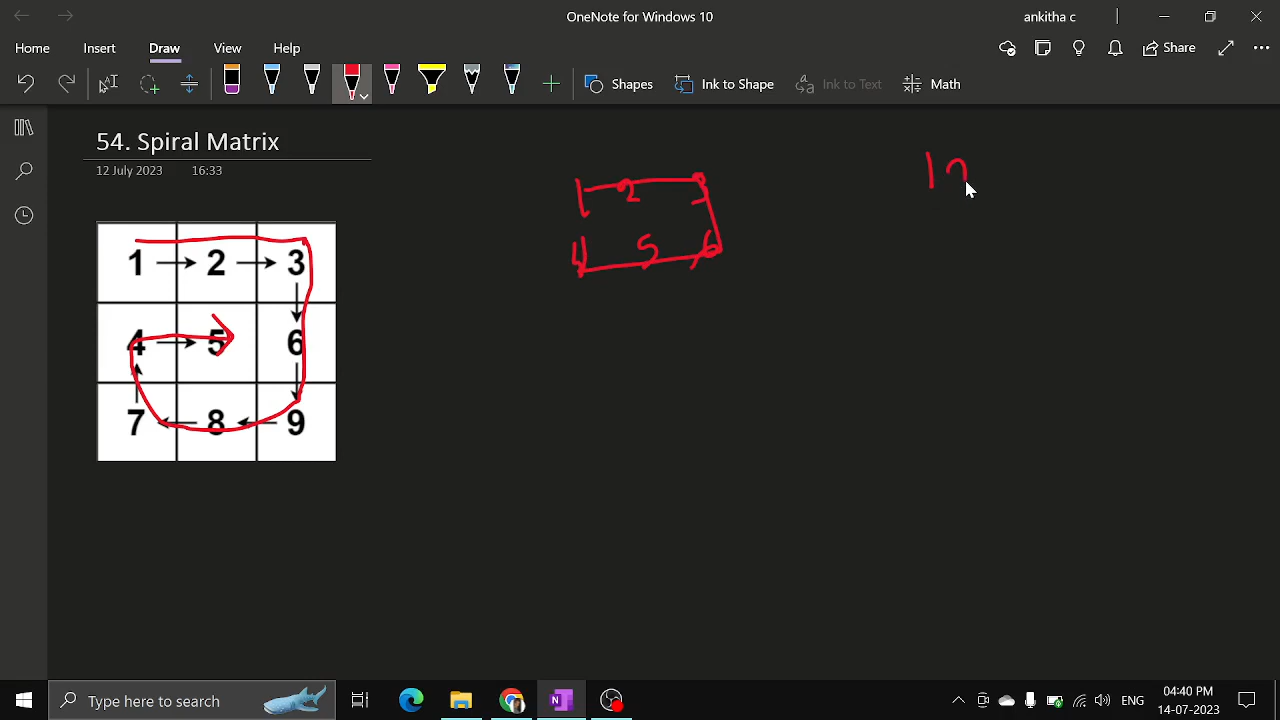 OneNote for Windows 10
ankitha c
Home Insert Draw View Help
Share
Shapes Ink to Shape Ink to Text Math
54. Spiral Matrix
12 July 2023 16:33
1 2 3
4 5 6
7 8 9
1 2 3
4 5 6
1
Type here to search
ENG
04:40 PM
14-07-2023